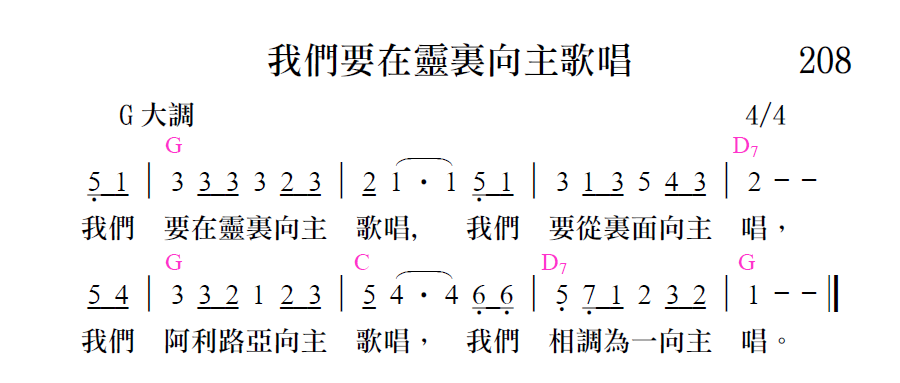 我們要在靈裏向主歌唱 208
G 大調 4/4
G D7
5 1 | 3 3 3 3 2 3 | 2 1 · 1 5 1 | 3 1 3 5 4 3 | 2 - -
我們 要在靈裏向主 歌唱, 我們 要從裏面向主 唱，
G C D7 G
5 4 | 3 3 2 1 2 3 | 5 4 · 4 6 6 | 5 7 1 2 3 2 | 1 - - ‖
我們 阿利路亞向主 歌唱， 我們 相調為一向主 唱。